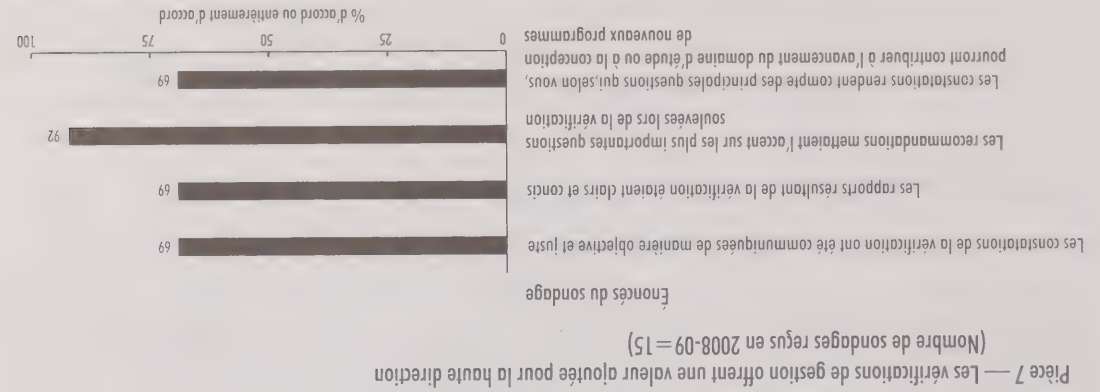 Pièce 7 — Les vérifications de gestion offrent une valeur ajoutée pour la haute direction
(Nombre de sondages reçus en 2008-09=15)
Énoncés du sondage
Les constatations de la vérification ont été communiquées de manière objective et juste
69
Les rapports résultant de la vérification étaient clairs et concis
69
Les recommandations mettaient l'accent sur les plus importantes questions
soulevées lors de la vérification
92
Les constatations rendent compte des principales questions qui,selon vous,
pourront contribuer à l'avancement du domaine d'étude ou à la conception
de nouveaux programmes
69
0 25 50 75 100
% d'accord ou entièrement d'accord